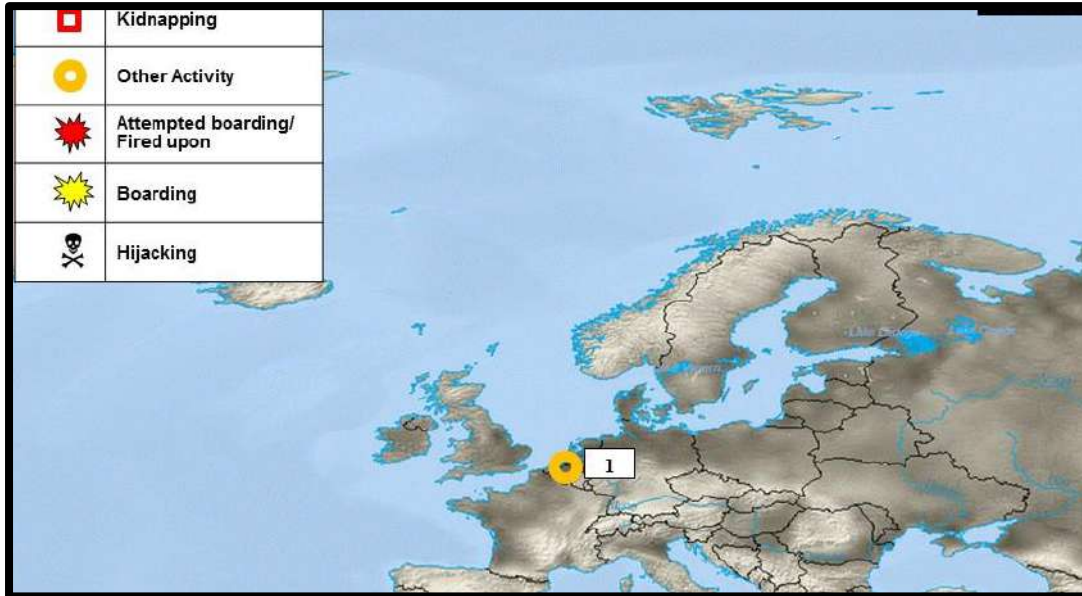 Kidnapping
Other Activity
Attempted boarding/
Fired upon
Boarding
Hijacking
1